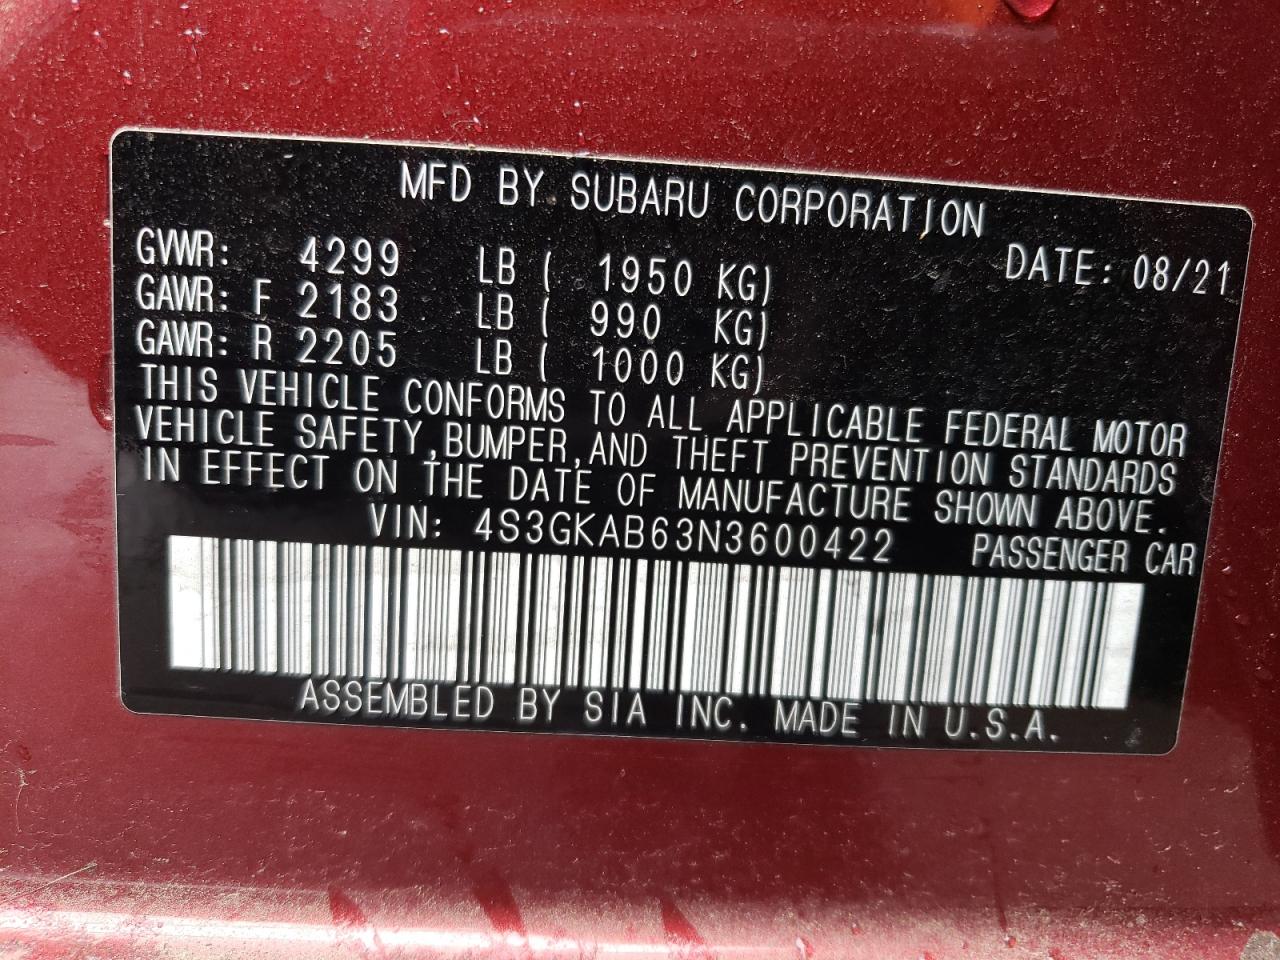 MFD BY SUBARU CORPORATION
DATE: 08/21
GVWR: 4299 LB ( 1950 KG)
GAWR: F 2183 LB ( 990 KG)
GAWR: R 2205 LB ( 1000 KG)
THIS VEHICLE CONFORMS TO ALL APPLICABLE FEDERAL MOTOR
VEHICLE SAFETY,BUMPER,AND THEFT PREVENTION STANDARDS
IN EFFECT ON THE DATE OF MANUFACTURE SHOWN ABOVE.
VIN: 4S3GKAB63N3600422 PASSENGER CAR
ASSEMBLED BY SIA INC. MADE IN U.S.A.